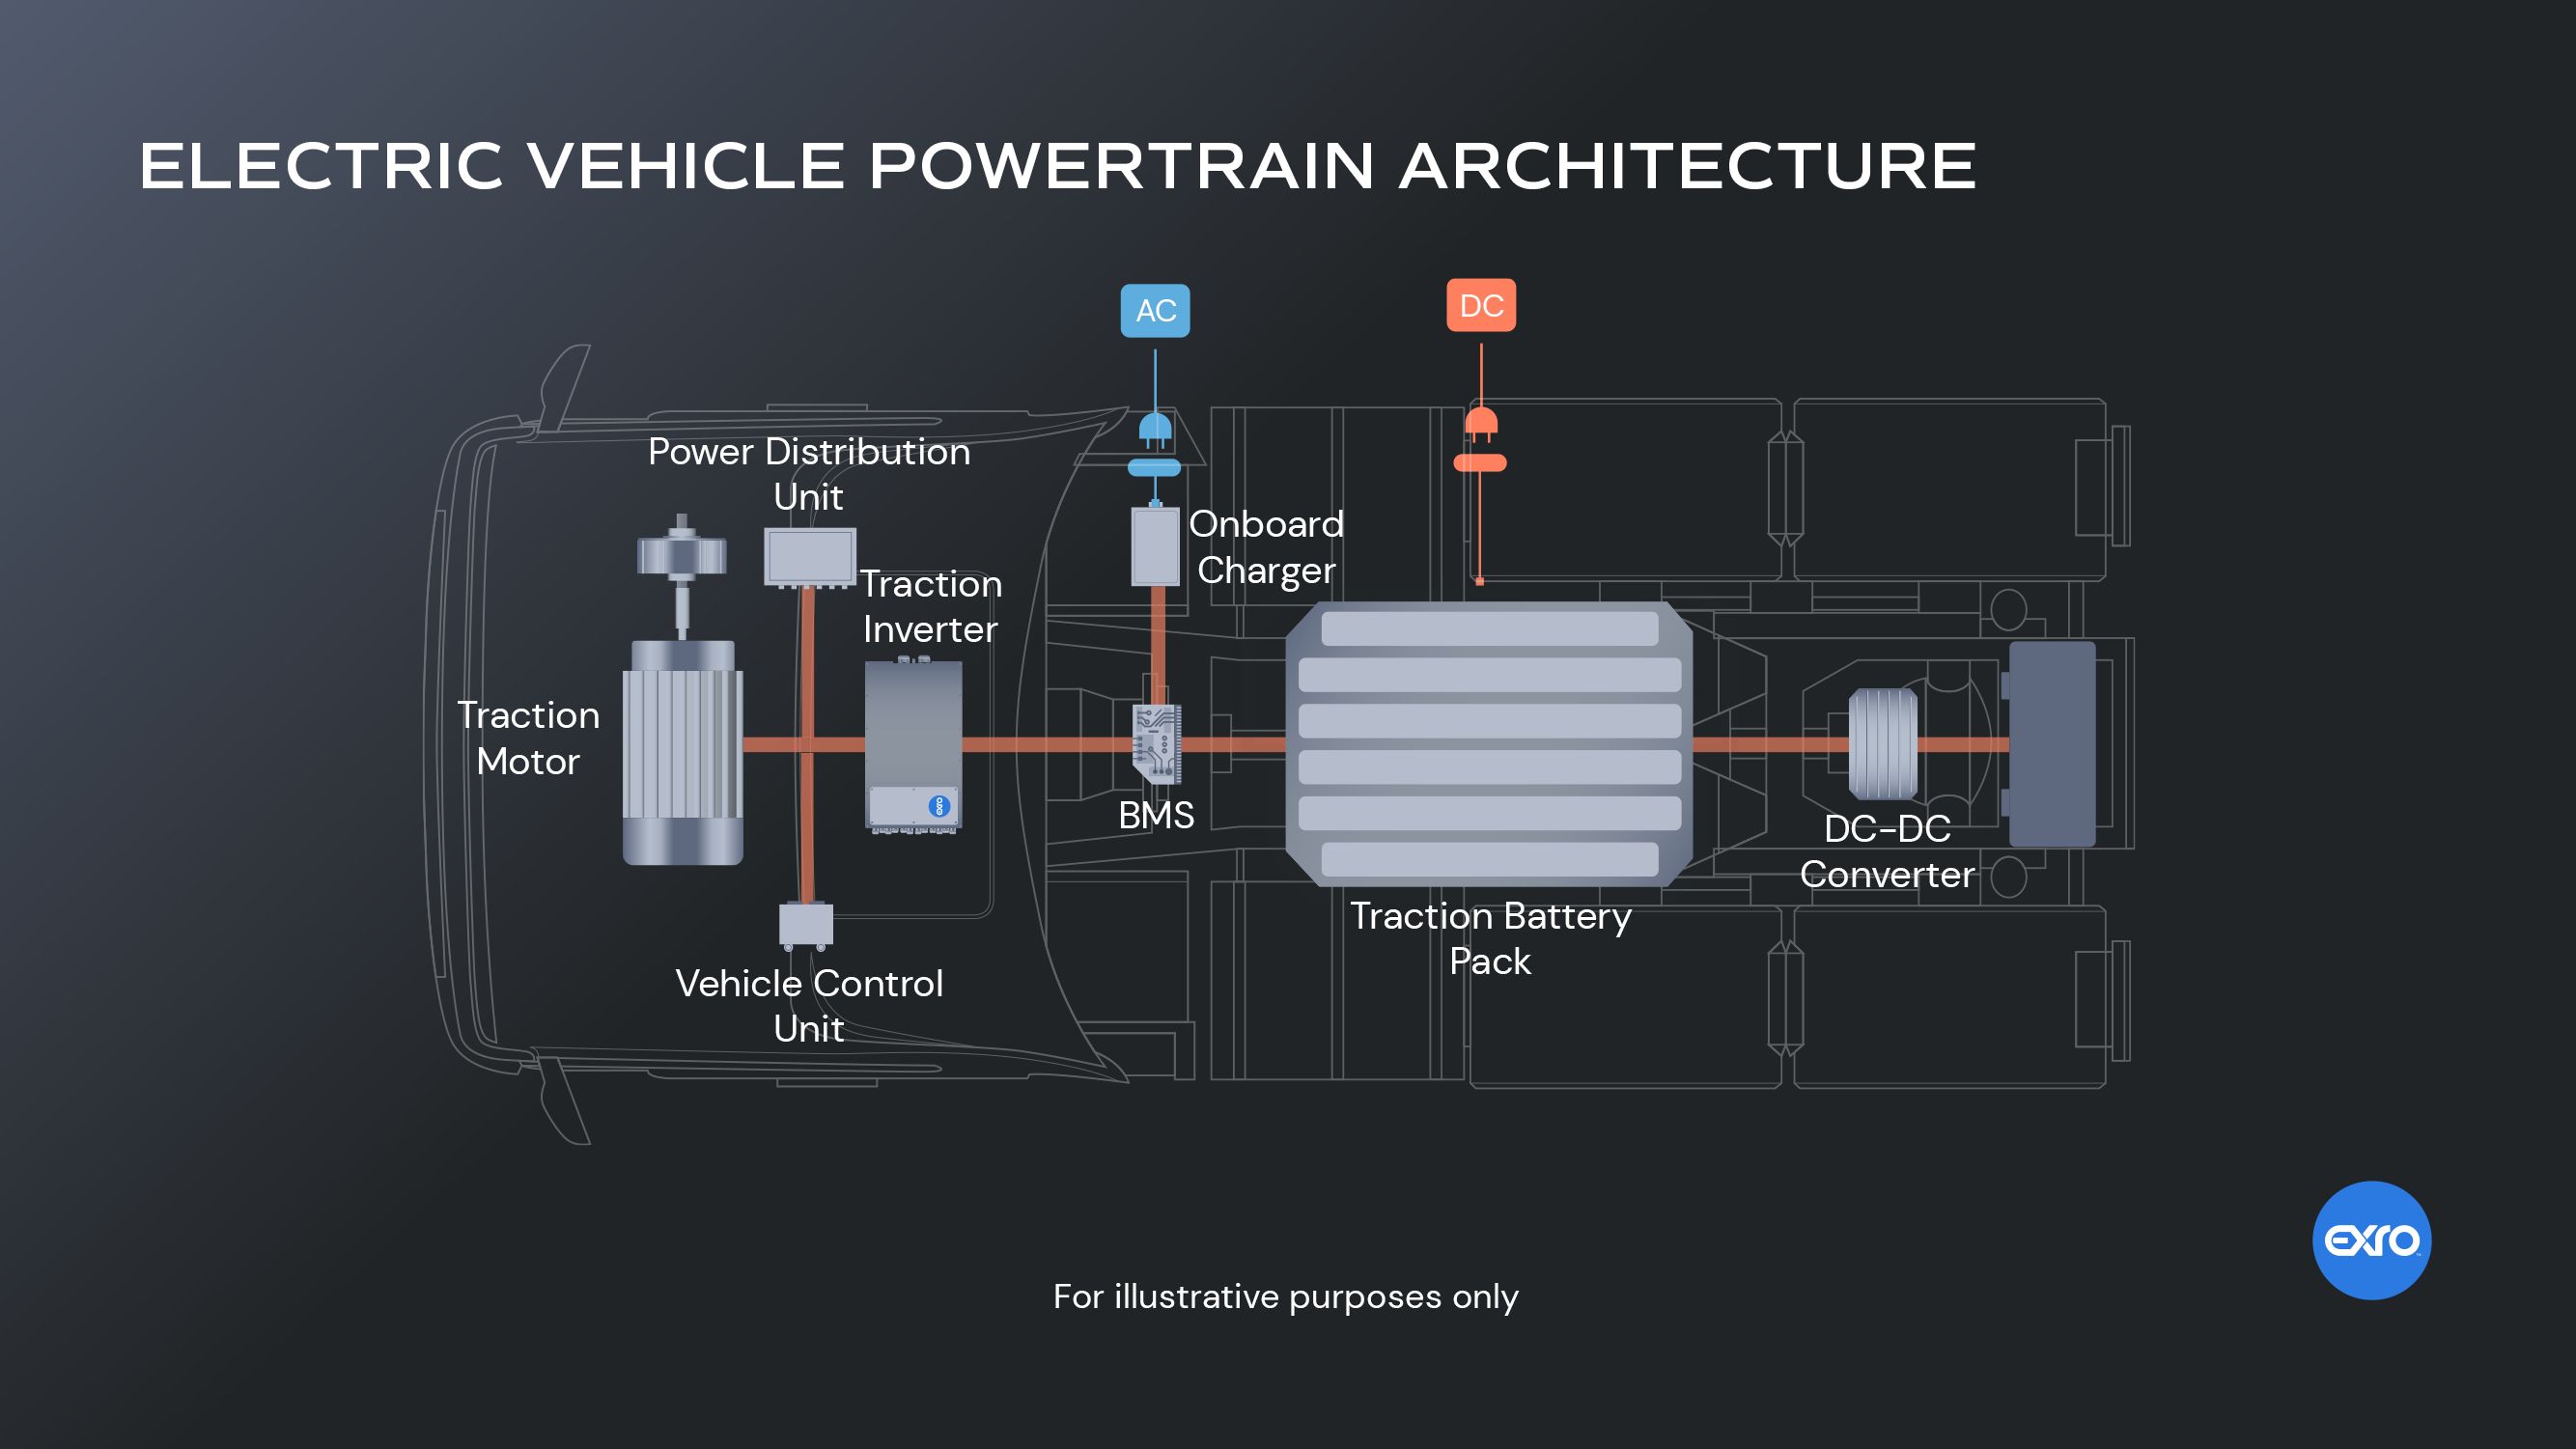 ELECTRIC VEHICLE POWERTRAIN ARCHITECTURE
AC
DC
Power Distribution
Unit
Onboard
Charger
Traction
Inverter
Traction
Motor
exro
BMS
DC-DC
Converter
Traction Battery
Pack
Vehicle Control
Unit
exro
For illustrative purposes only